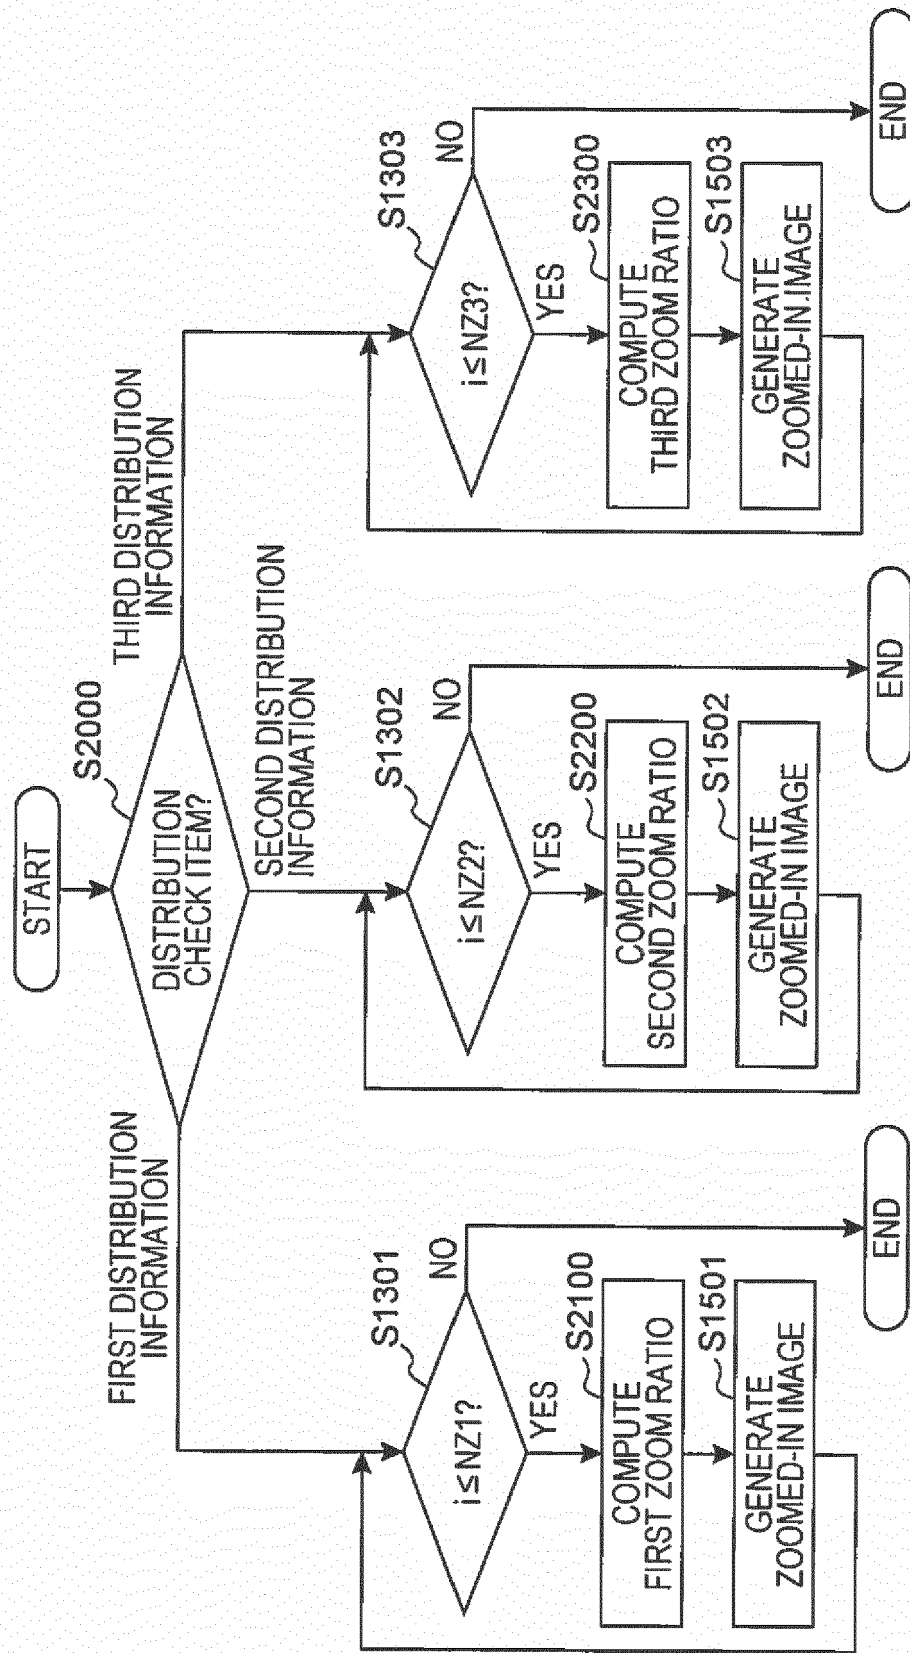 START
S2000
DISTRIBUTION
CHECK ITEM?
FIRST DISTRIBUTION
INFORMATION
SECOND DISTRIBUTION
INFORMATION
THIRD DISTRIBUTION
INFORMATION
S1301
i≤NZ1?
NO
YES
S2100
COMPUTE
FIRST ZOOM RATIO
S1501
GENERATE
ZOOMED-IN IMAGE
END
S1302
i≤NZ2?
NO
YES
S2200
COMPUTE
SECOND ZOOM RATIO
S1502
GENERATE
ZOOMED-IN IMAGE
END
S1303
i≤NZ3?
NO
YES
S2300
COMPUTE
THIRD ZOOM RATIO
S1503
GENERATE
ZOOMED-IN IMAGE
END